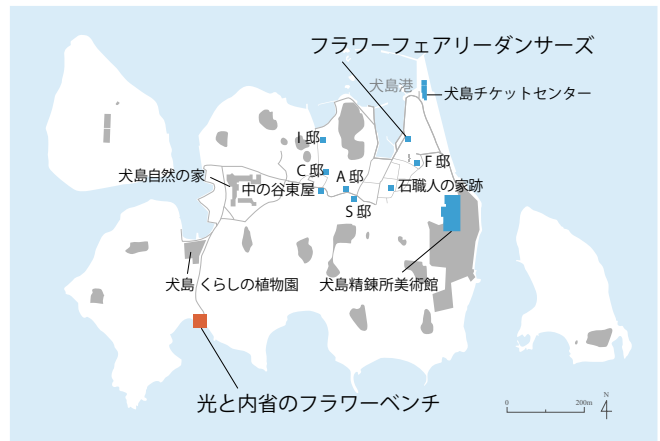 フラワーフェアリーダンサーズ
犬島港
犬島チケットセンター
I 邸
F 邸
犬島自然の家
C 邸
A 邸
中の谷東屋
石職人の家跡
S 邸
犬島 くらしの植物園
犬島精錬所美術館
光と内省のフラワーベンチ
0
200m
N
4